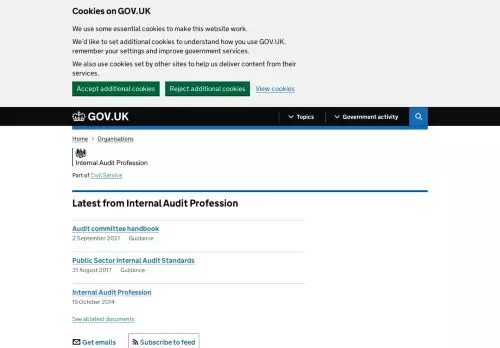 Cookies on GOV.UK
We use some essential cookies to make this website work.
We'd like to set additional cookies to understand how you use GOV.UK,
remember your settings and improve government services.
We also use cookies set by other sites to help us deliver content from their
services.
Accept additional cookies
Reject additional cookies
View cookies
GOV.UK
Topics
Government activity
Home
Organisations
Internal Audit Profession
Part of Civil Service
Latest from Internal Audit Profession
Audit committee handbook
2 September 2021 Guidance
Public Sector Internal Audit Standards
31 August 2017 Guidance
Internal Audit Profession
15 October 2014
See all latest documents
Get emails
Subscribe to feed